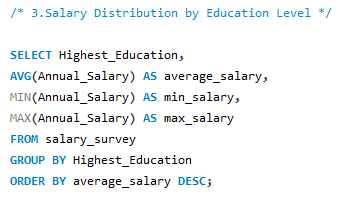 /* 3.Salary Distribution by Education Level */
SELECT Highest_Education,
AVG(Annual_Salary) AS average_salary,
MIN(Annual_Salary) AS min_salary,
MAX(Annual_Salary) AS max_salary
FROM salary_survey
GROUP BY Highest_Education
ORDER BY average_salary DESC;